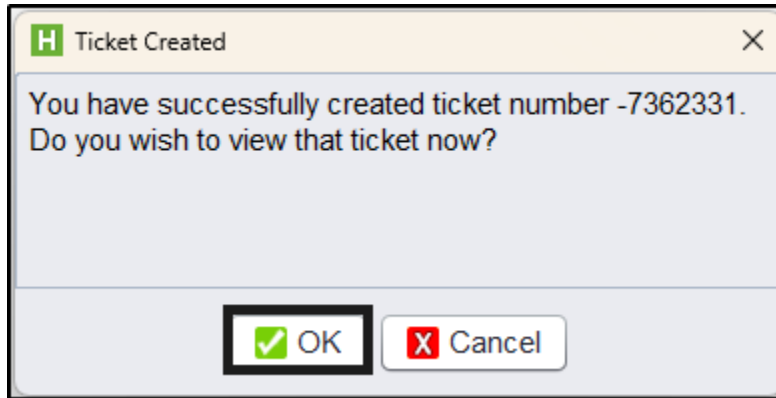 H Ticket Created
You have successfully created ticket number -7362331.
Do you wish to view that ticket now?
OK
X Cancel